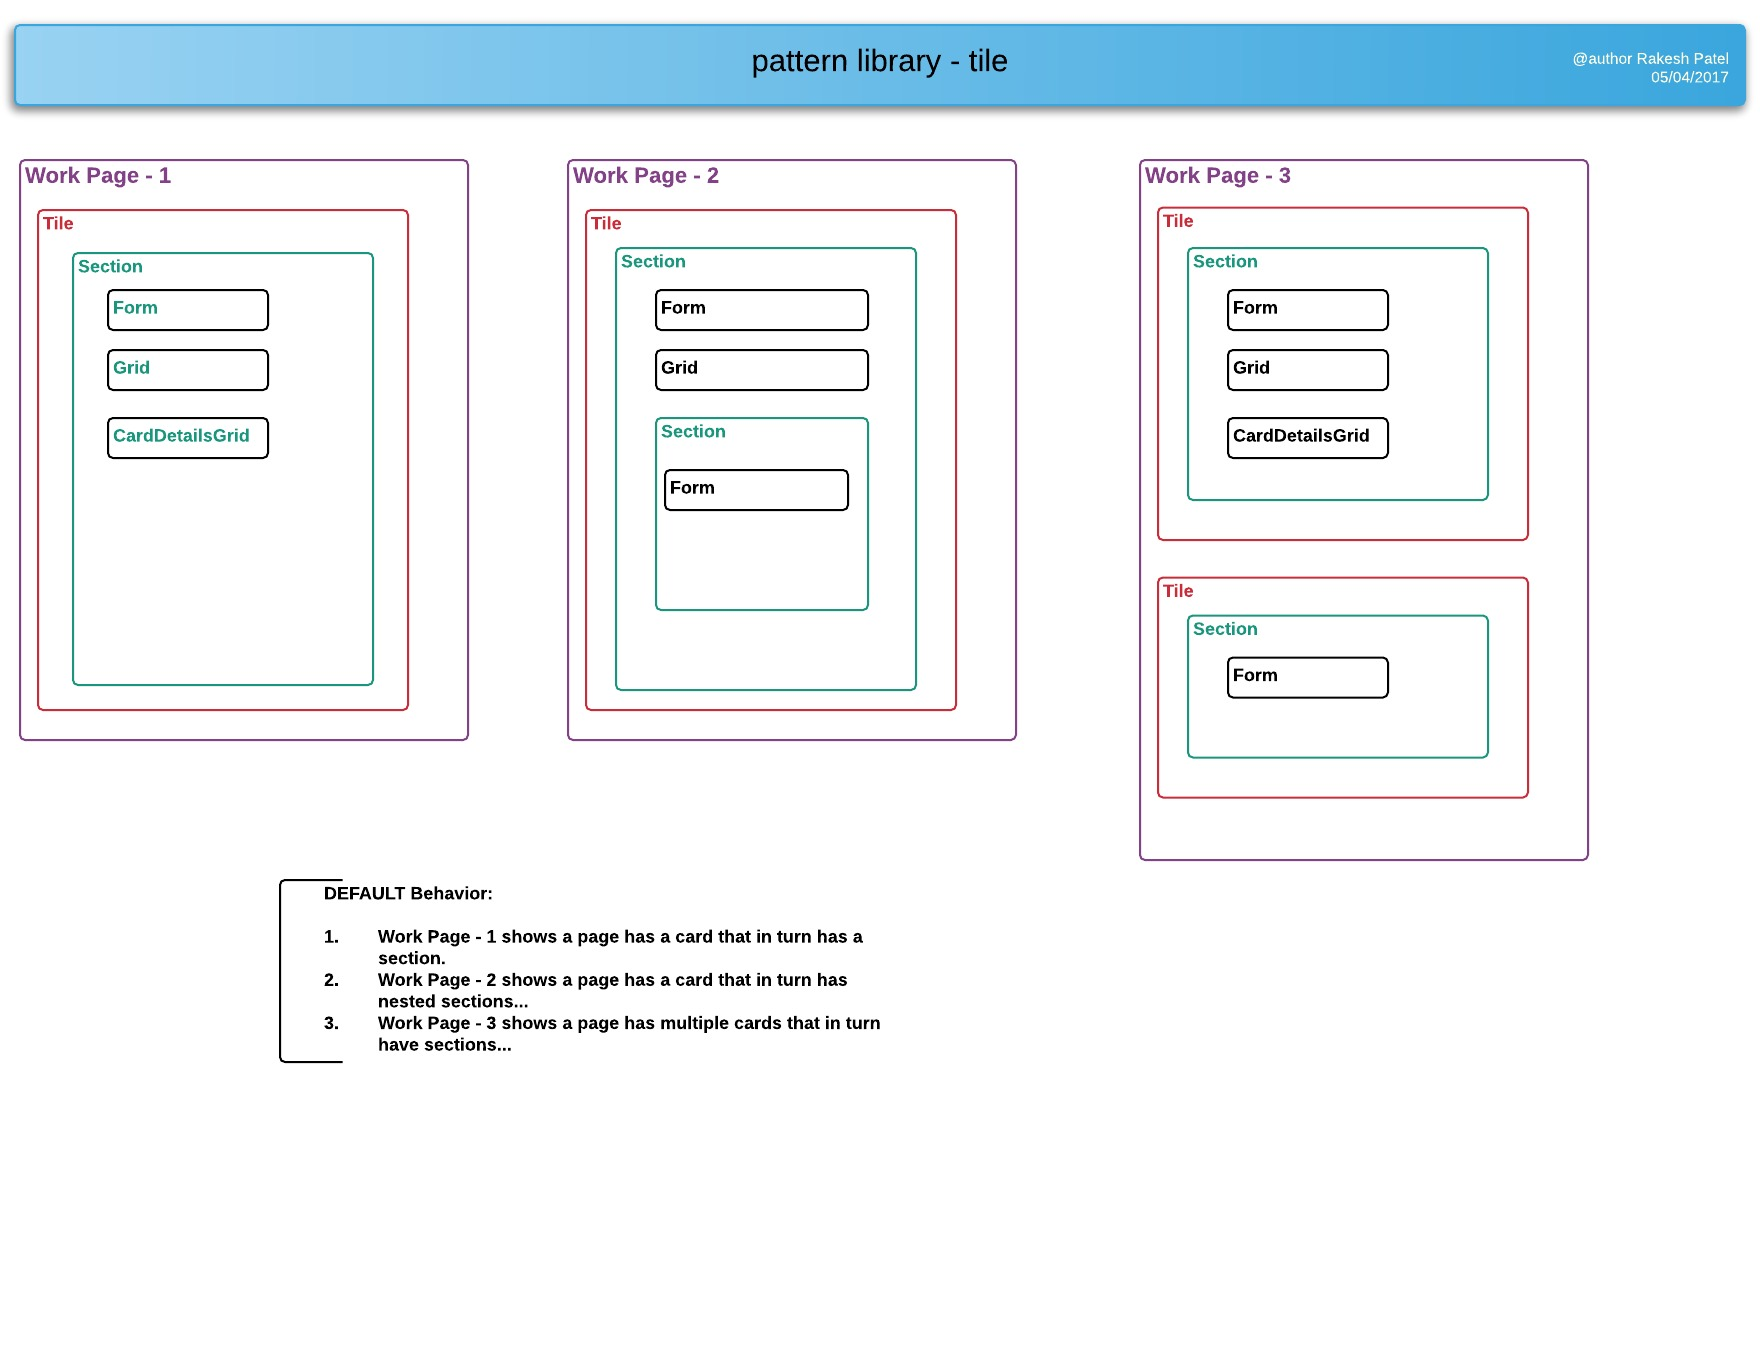 pattern library - tile
@author Rakesh Patel
05/04/2017
Work Page - 1
Tile
Section
Form
Grid
CardDetailsGrid
Work Page - 2
Tile
Section
Form
Grid
Section
Form
Work Page - 3
Tile
Section
Form
Grid
CardDetailsGrid
Tile
Section
Form
DEFAULT Behavior:
1. Work Page - 1 shows a page has a card that in turn has a
section.
2. Work Page - 2 shows a page has a card that in turn has
nested sections...
3. Work Page - 3 shows a page has multiple cards that in turn
have sections...